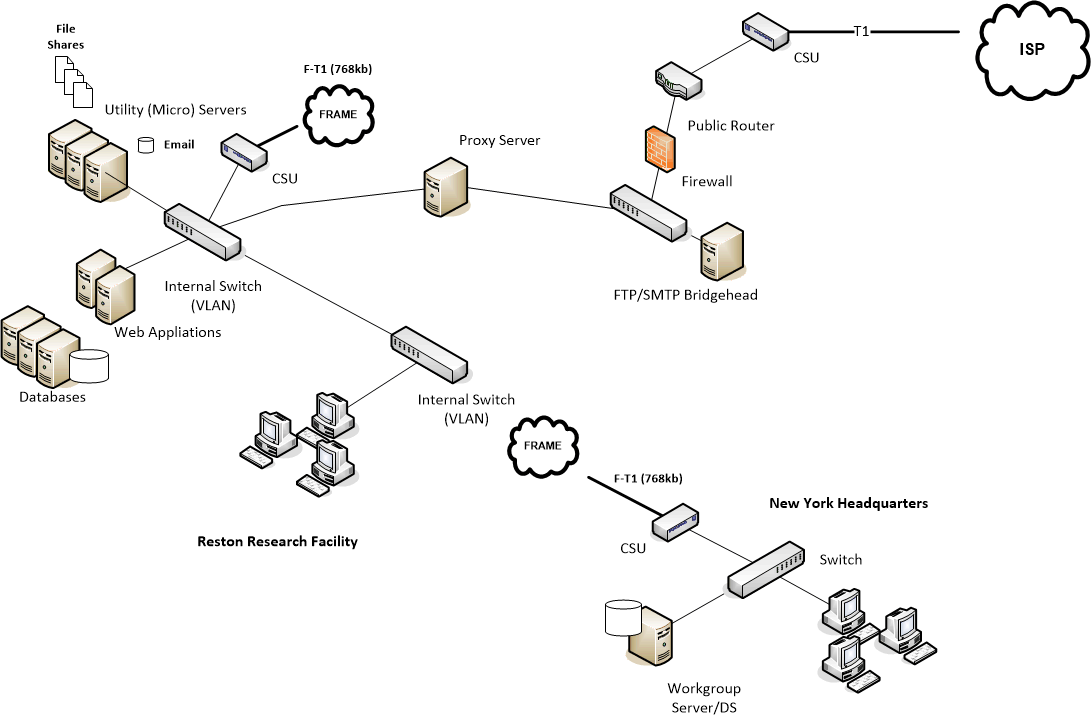 File
Shares
F-T1 (768kb)
FRAME
Utility (Micro) Servers
Email
CSU
Proxy Server
T1
ISP
CSU
Public Router
Firewall
FTP/SMTP Bridgehead
Internal Switch
(VLAN)
Web Appliations
Databases
Internal Switch
(VLAN)
Reston Research Facility
FRAME
F-T1 (768kb)
CSU
New York Headquarters
Switch
Workgroup
Server/DS